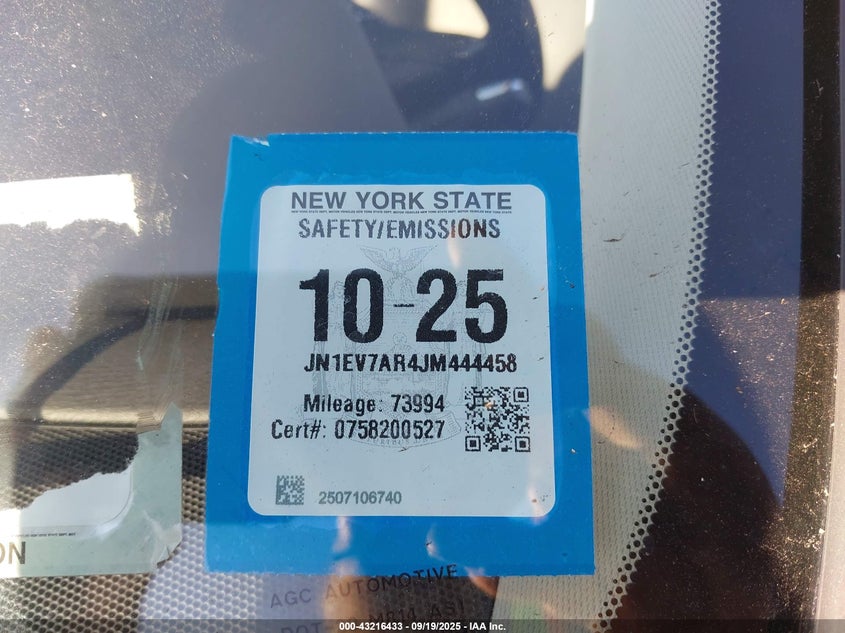 NEW YORK STATE
SAFETY/EMISSIONS
10-25
JN1EV7AR4JM444458
Mileage: 73994
Cert#: 0758200527
2507106740
ON
AGC AUTOMOTIVE
000-43216433 - 09/19/2025 - IAA Inc.